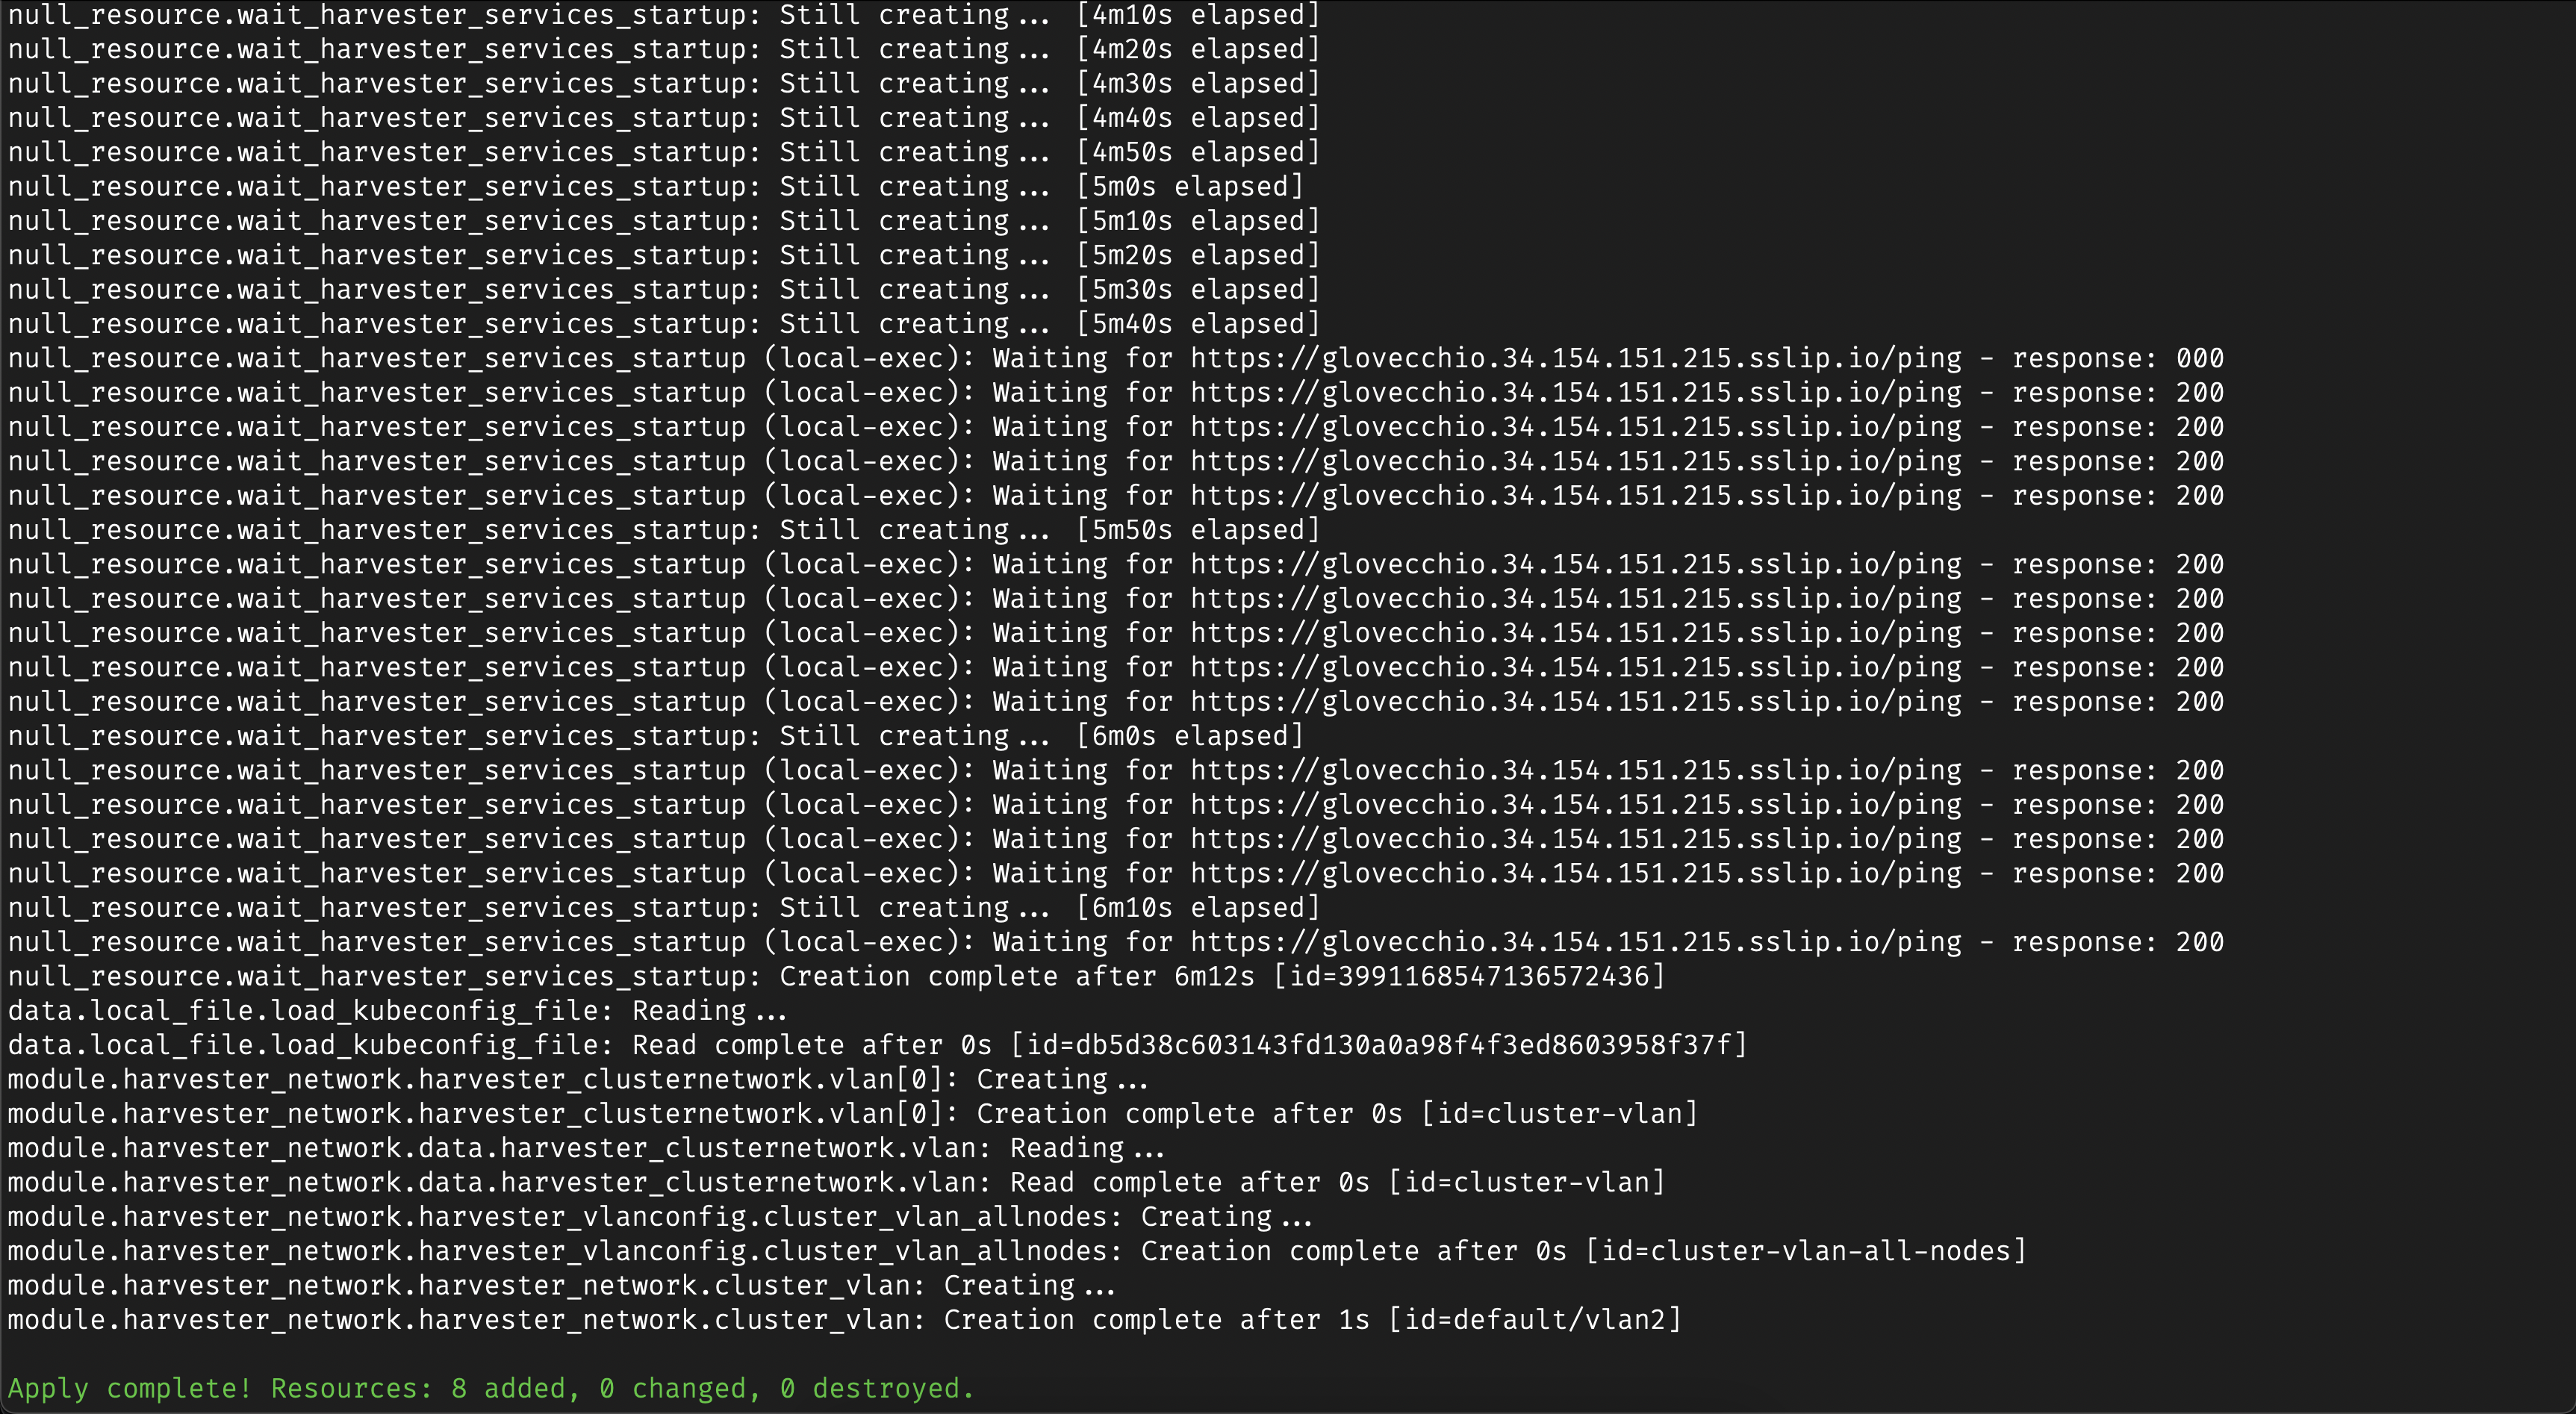 null_resource.wait_harvester_services_startup: Still creating... [4m10s elapsed]
null_resource.wait_harvester_services_startup: Still creating... [4m20s elapsed]
null_resource.wait_harvester_services_startup: Still creating... [4m30s elapsed]
null_resource.wait_harvester_services_startup: Still creating... [4m40s elapsed]
null_resource.wait_harvester_services_startup: Still creating... [4m50s elapsed]
null_resource.wait_harvester_services_startup: Still creating... [5m0s elapsed]
null_resource.wait_harvester_services_startup: Still creating... [5m10s elapsed]
null_resource.wait_harvester_services_startup: Still creating... [5m20s elapsed]
null_resource.wait_harvester_services_startup: Still creating... [5m30s elapsed]
null_resource.wait_harvester_services_startup: Still creating... [5m40s elapsed]
null_resource.wait_harvester_services_startup (local-exec): Waiting for https://glovecchio.34.154.151.215.sslip.io/ping - response: 000
null_resource.wait_harvester_services_startup (local-exec): Waiting for https://glovecchio.34.154.151.215.sslip.io/ping - response: 200
null_resource.wait_harvester_services_startup (local-exec): Waiting for https://glovecchio.34.154.151.215.sslip.io/ping - response: 200
null_resource.wait_harvester_services_startup (local-exec): Waiting for https://glovecchio.34.154.151.215.sslip.io/ping - response: 200
null_resource.wait_harvester_services_startup (local-exec): Waiting for https://glovecchio.34.154.151.215.sslip.io/ping - response: 200
null_resource.wait_harvester_services_startup: Still creating... [5m50s elapsed]
null_resource.wait_harvester_services_startup (local-exec): Waiting for https://glovecchio.34.154.151.215.sslip.io/ping - response: 200
null_resource.wait_harvester_services_startup (local-exec): Waiting for https://glovecchio.34.154.151.215.sslip.io/ping - response: 200
null_resource.wait_harvester_services_startup (local-exec): Waiting for https://glovecchio.34.154.151.215.sslip.io/ping - response: 200
null_resource.wait_harvester_services_startup (local-exec): Waiting for https://glovecchio.34.154.151.215.sslip.io/ping - response: 200
null_resource.wait_harvester_services_startup (local-exec): Waiting for https://glovecchio.34.154.151.215.sslip.io/ping - response: 200
null_resource.wait_harvester_services_startup: Still creating... [6m0s elapsed]
null_resource.wait_harvester_services_startup (local-exec): Waiting for https://glovecchio.34.154.151.215.sslip.io/ping - response: 200
null_resource.wait_harvester_services_startup (local-exec): Waiting for https://glovecchio.34.154.151.215.sslip.io/ping - response: 200
null_resource.wait_harvester_services_startup (local-exec): Waiting for https://glovecchio.34.154.151.215.sslip.io/ping - response: 200
null_resource.wait_harvester_services_startup (local-exec): Waiting for https://glovecchio.34.154.151.215.sslip.io/ping - response: 200
null_resource.wait_harvester_services_startup: Still creating... [6m10s elapsed]
null_resource.wait_harvester_services_startup (local-exec): Waiting for https://glovecchio.34.154.151.215.sslip.io/ping - response: 200
null_resource.wait_harvester_services_startup: Creation complete after 6m12s [id=3991168547136572436]
data.local_file.load_kubeconfig_file: Reading...
data.local_file.load_kubeconfig_file: Read complete after 0s [id=db5d38c603143fd130a0a98f4f3ed8603958f37f]
module.harvester_network.harvester_clusternetwork.vlan[0]: Creating...
module.harvester_network.harvester_clusternetwork.vlan[0]: Creation complete after 0s [id=cluster-vlan]
module.harvester_network.data.harvester_clusternetwork.vlan: Reading...
module.harvester_network.data.harvester_clusternetwork.vlan: Read complete after 0s [id=cluster-vlan]
module.harvester_network.harvester_vlanconfig.cluster_vlan_allnodes: Creating...
module.harvester_network.harvester_vlanconfig.cluster_vlan_allnodes: Creation complete after 0s [id=cluster-vlan-all-nodes]
module.harvester_network.harvester_network.cluster_vlan: Creating...
module.harvester_network.harvester_network.cluster_vlan: Creation complete after 1s [id=default/vlan2]
Apply complete! Resources: 8 added, 0 changed, 0 destroyed.